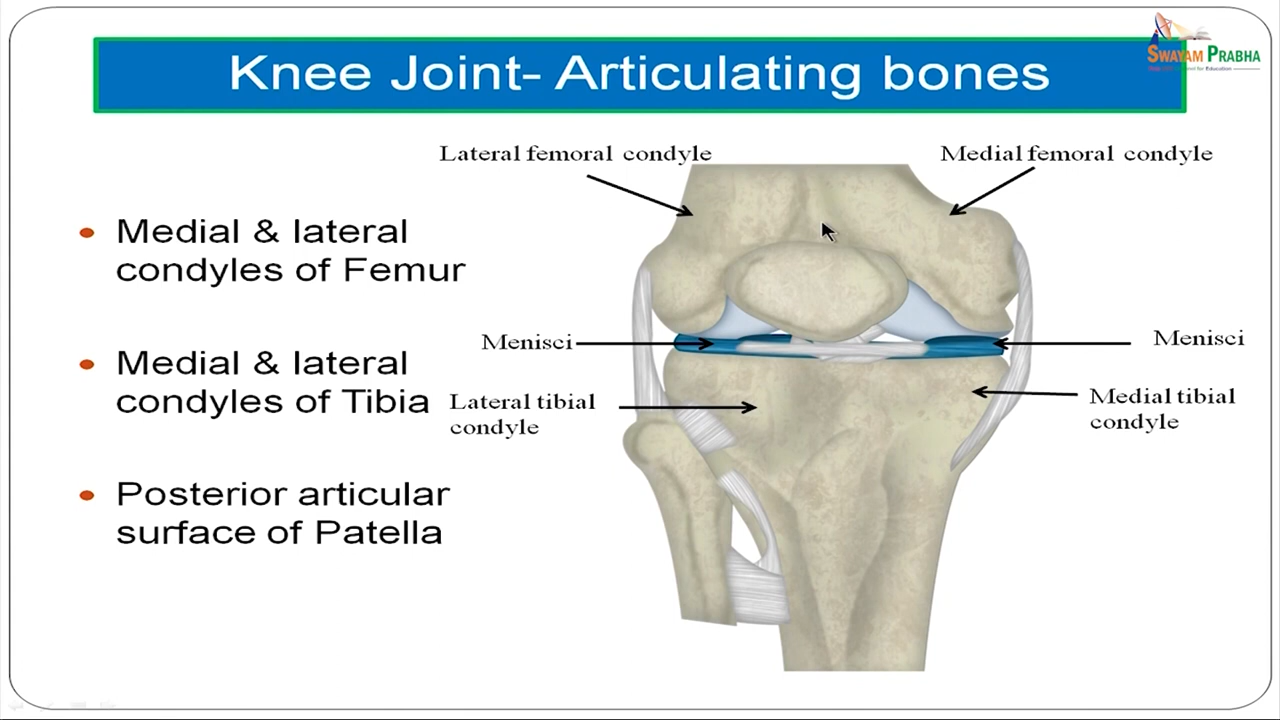 SWAYAM PRABHA
Knee Joint- Articulating bones
Lateral femoral condyle
Medial femoral condyle
• Medial & lateral
condyles of Femur
Menisci
Menisci
• Medial & lateral
condyles of Tibia
Lateral tibial
condyle
Medial tibial
condyle
• Posterior articular
surface of Patella